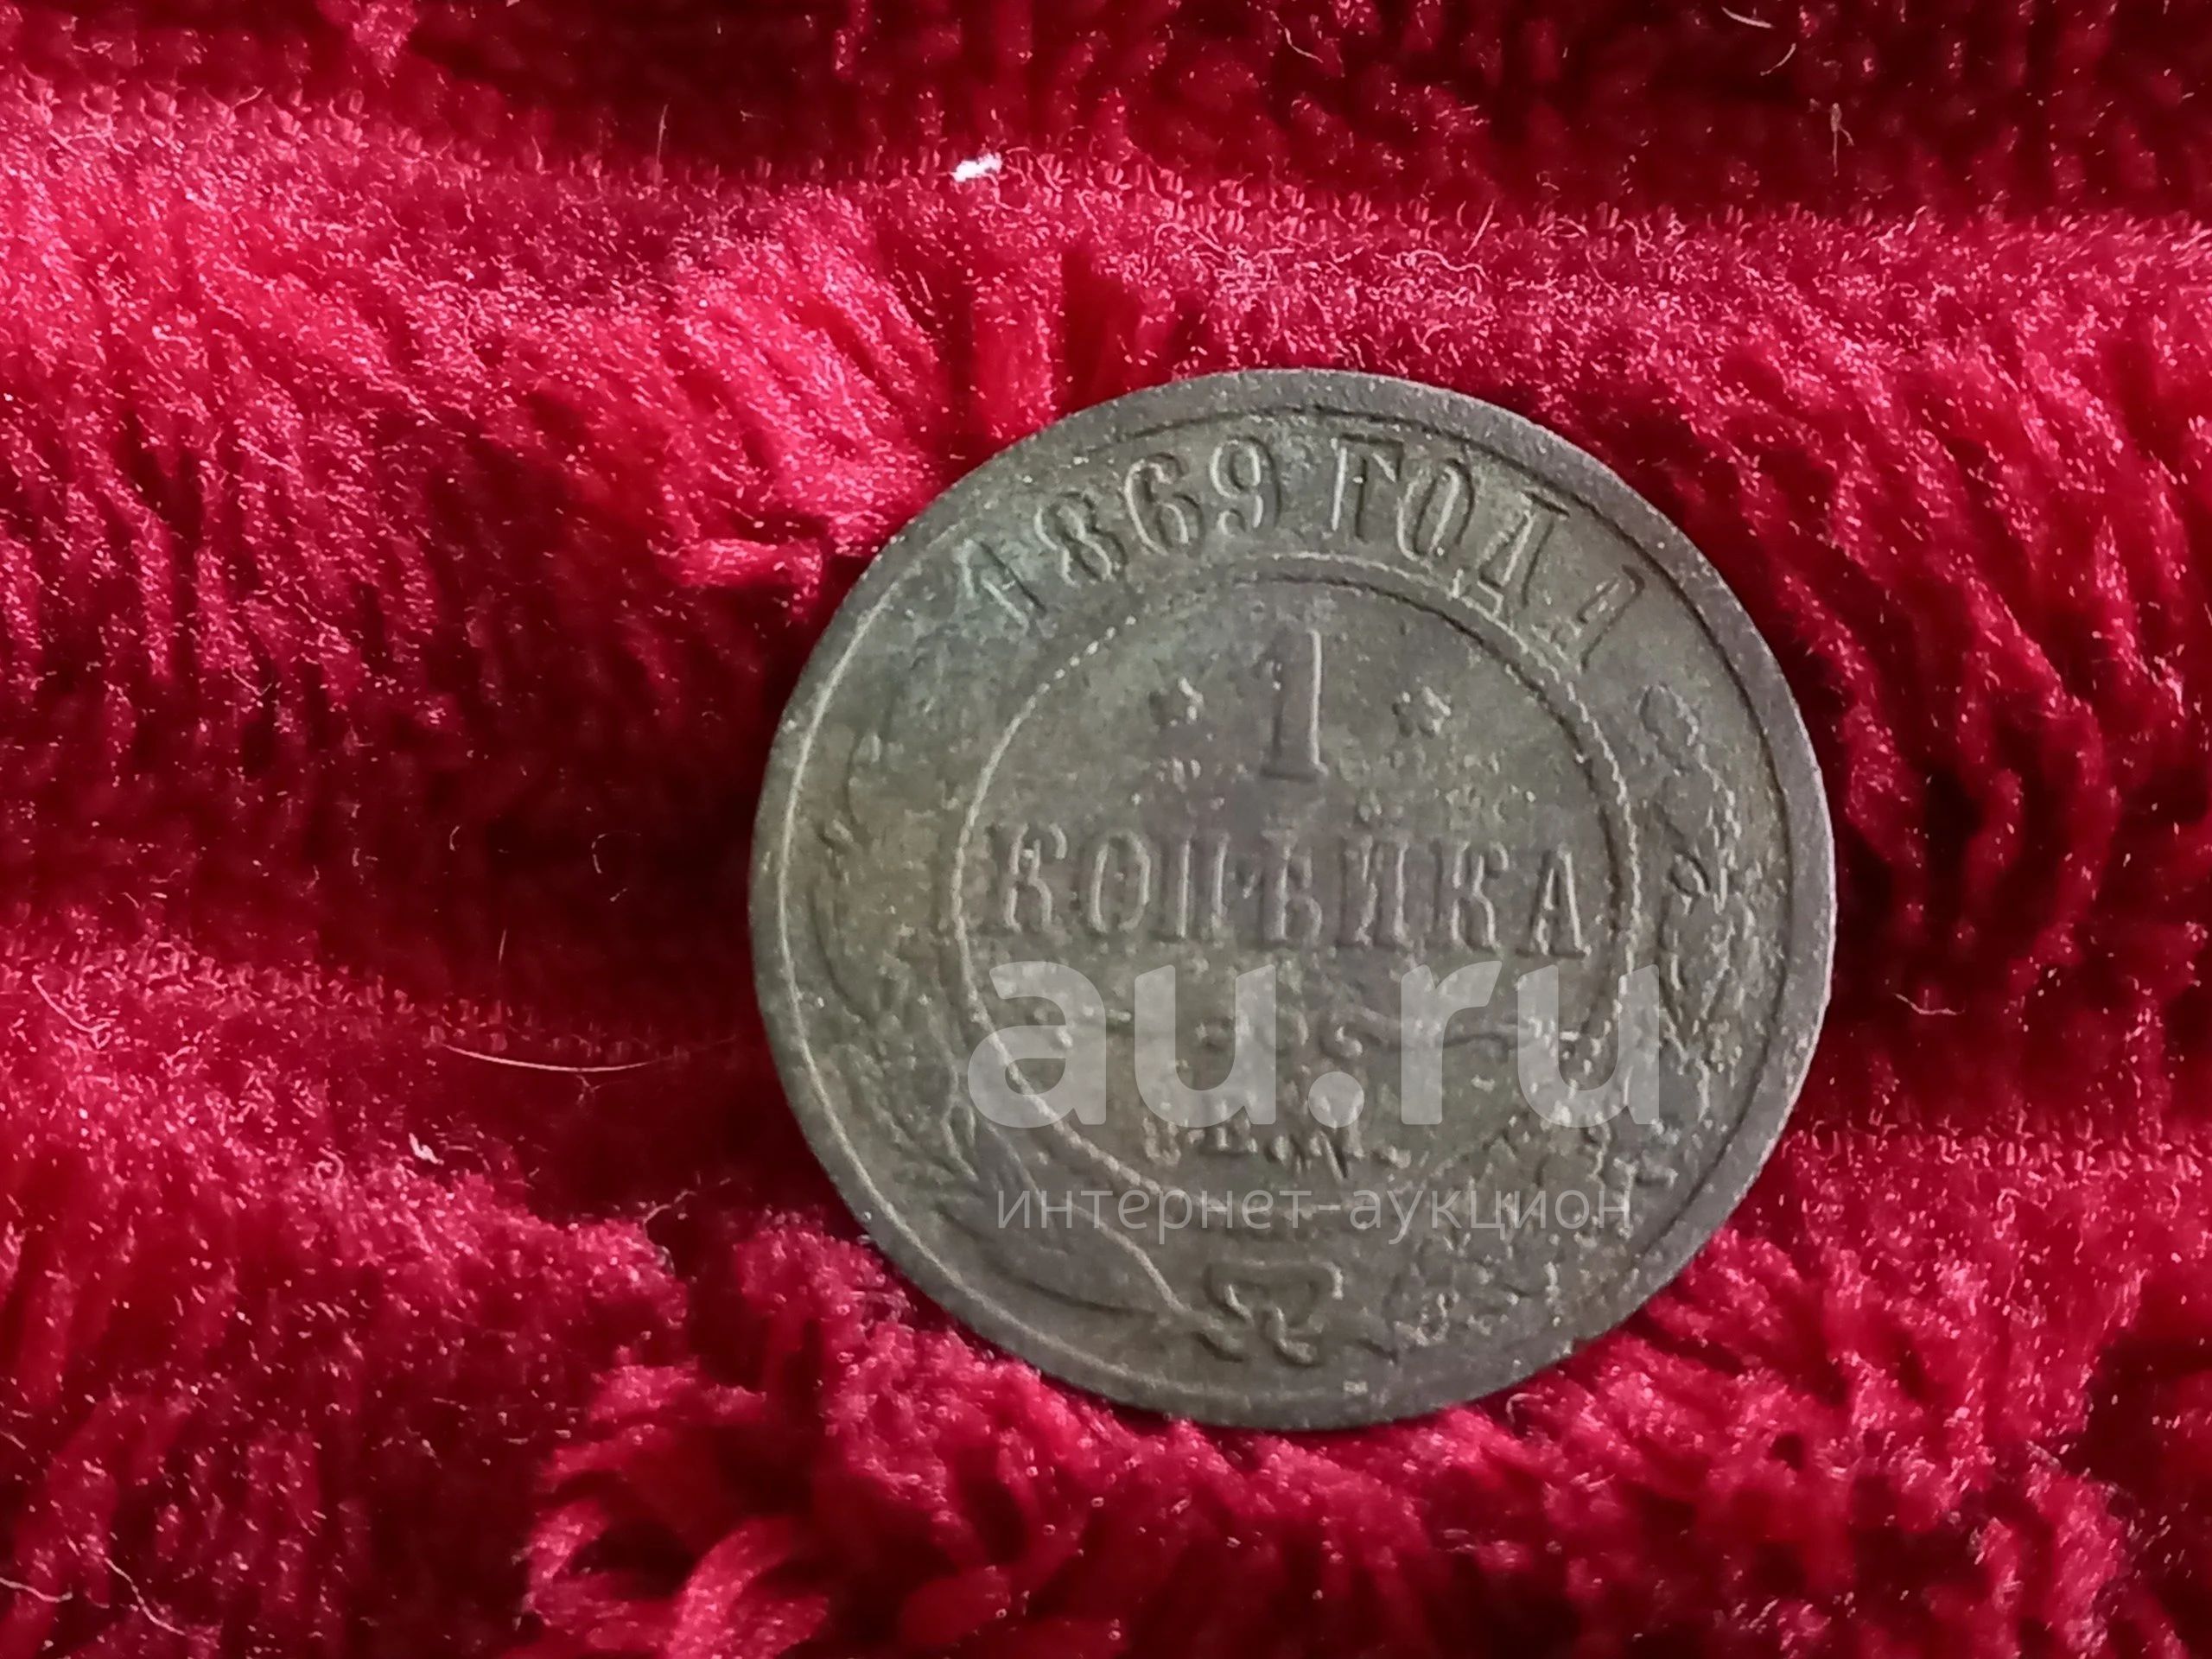 1869 ГОДА
* 1 *
КОПѢЙКА
Е.М.
au.ru
интернет-аукцион